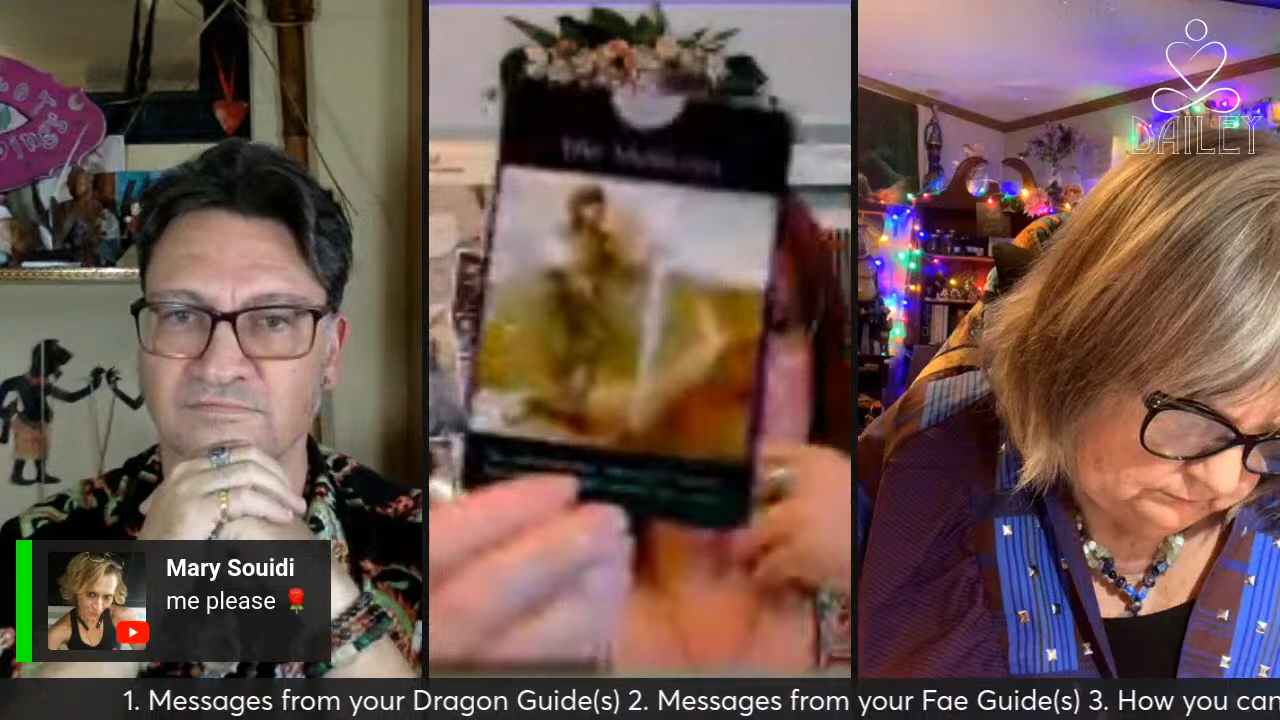 DAILEY
Mary Souidi
me please 🌹
1. Messages from your Dragon Guide(s) 2. Messages from your Fae Guide(s) 3. How you can